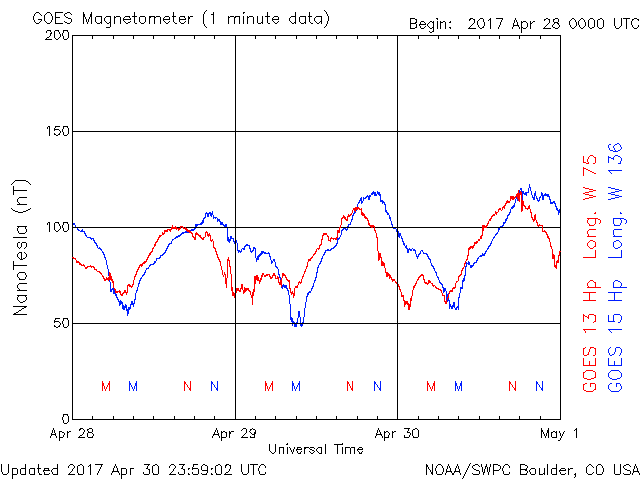 GOES Magnetometer (1 minute data)
Begin: 2017 Apr 28 0000 UTC
200
150
100
50
0
NanoTesla (nT)
M M N N M M N N M M N N
Apr 28 Apr 29 Apr 30 May 1
Universal Time
GOES 13 Hp Long. W 75
GOES 15 Hp Long. W 136
Updated 2017 Apr 30 23:59:02 UTC
NOAA/SWPC Boulder, CO USA